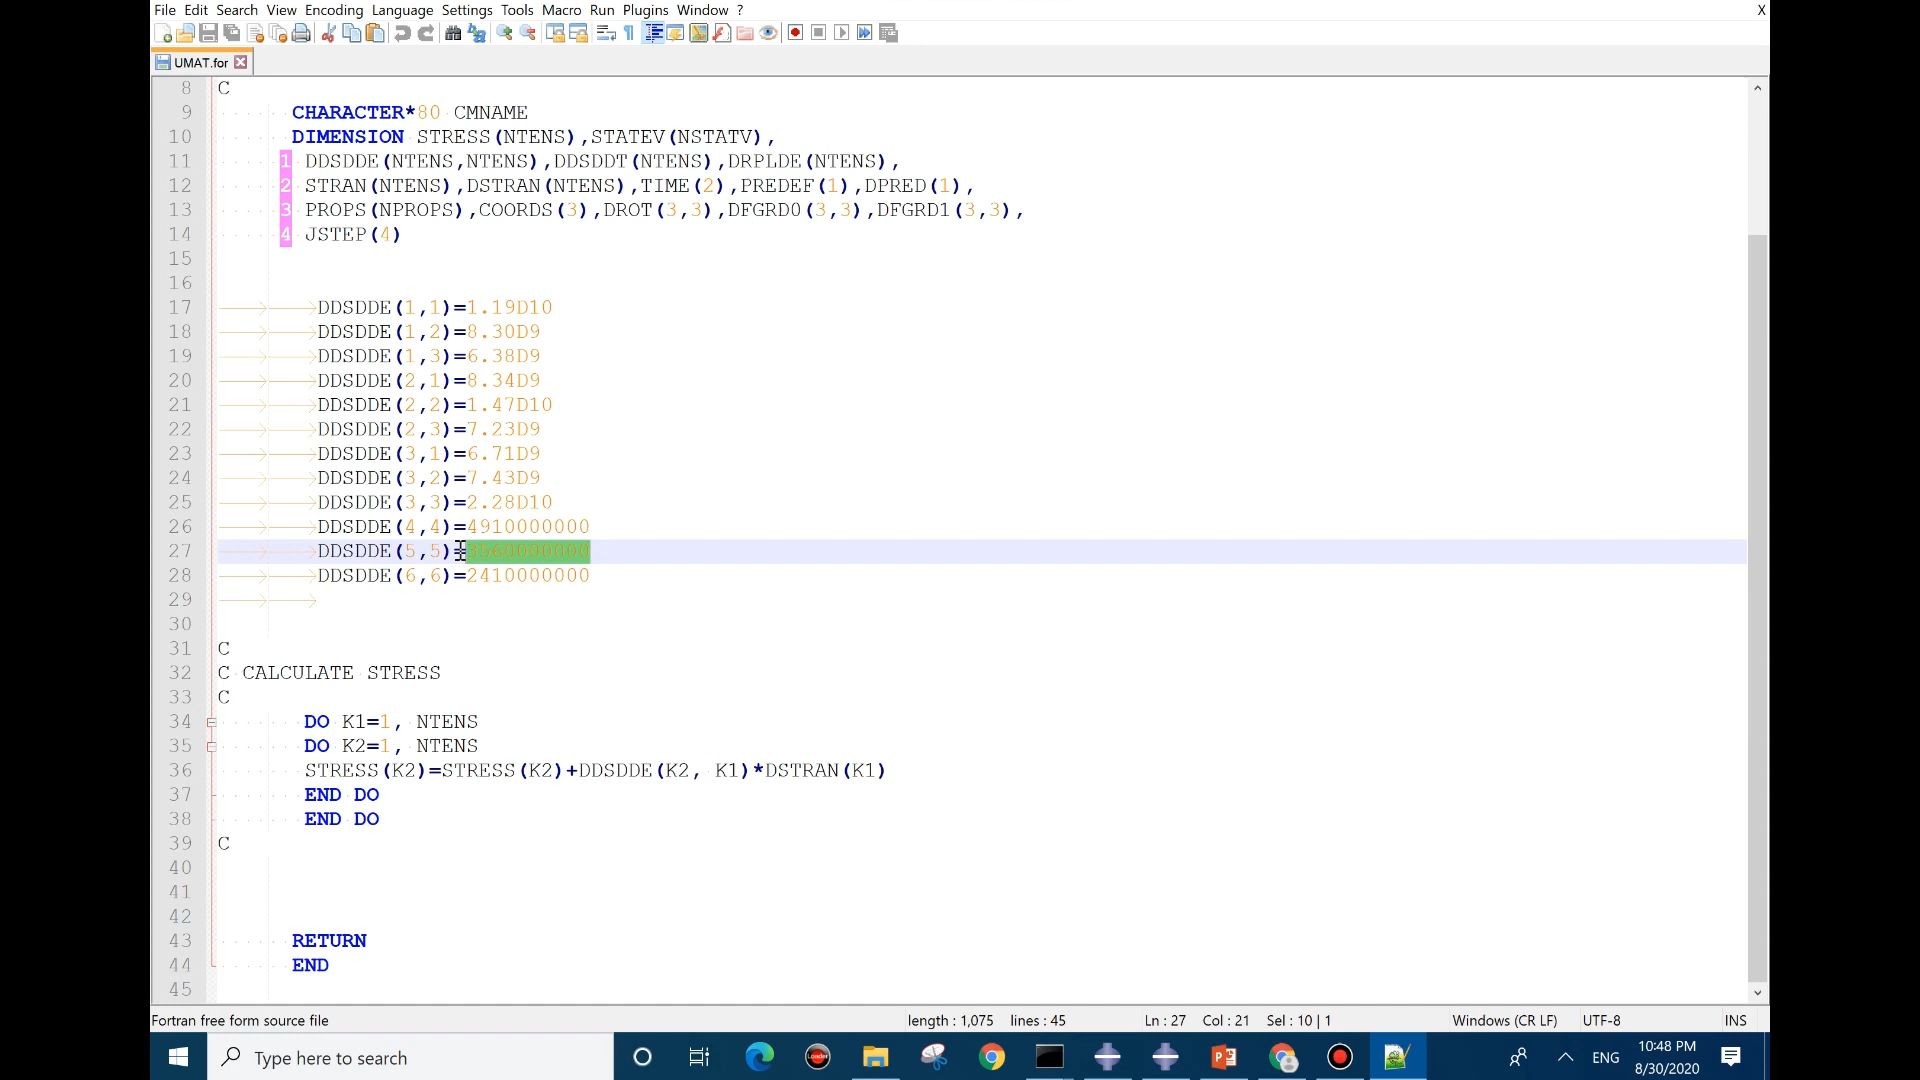 File Edit Search View Encoding Language Settings Tools Macro Run Plugins Window ? X
UMAT.for
8 C
9 CHARACTER*80 CMNAME
10 DIMENSION STRESS(NTENS),STATEV(NSTATV),
11 1 DDSDDE(NTENS,NTENS),DDSDDT(NTENS),DRPLDE(NTENS),
12 2 STRAN(NTENS),DSTRAN(NTENS),TIME(2),PREDEF(1),DPRED(1),
13 3 PROPS(NPROPS),COORDS(3),DROT(3,3),DFGRD0(3,3),DFGRD1(3,3),
14 4 JSTEP(4)
15
16
17 DDSDDE(1,1)=1.19D10
18 DDSDDE(1,2)=8.30D9
19 DDSDDE(1,3)=6.38D9
20 DDSDDE(2,1)=8.34D9
21 DDSDDE(2,2)=1.47D10
22 DDSDDE(2,3)=7.23D9
23 DDSDDE(3,1)=6.71D9
24 DDSDDE(3,2)=7.43D9
25 DDSDDE(3,3)=2.28D10
26 DDSDDE(4,4)=4910000000
27 DDSDDE(5,5)=3560000000
28 DDSDDE(6,6)=2410000000
29
30
31 C
32 C CALCULATE STRESS
33 C
34 DO K1=1, NTENS
35 DO K2=1, NTENS
36 STRESS(K2)=STRESS(K2)+DDSDDE(K2, K1)*DSTRAN(K1)
37 END DO
38 END DO
39 C
40
41
42
43 RETURN
44 END
45
Fortran free form source file length : 1,075 lines : 45 Ln : 27 Col : 21 Sel : 10 | 1 Windows (CR LF) UTF-8 INS
Type here to search Loader ENG 10:48 PM
8/30/2020